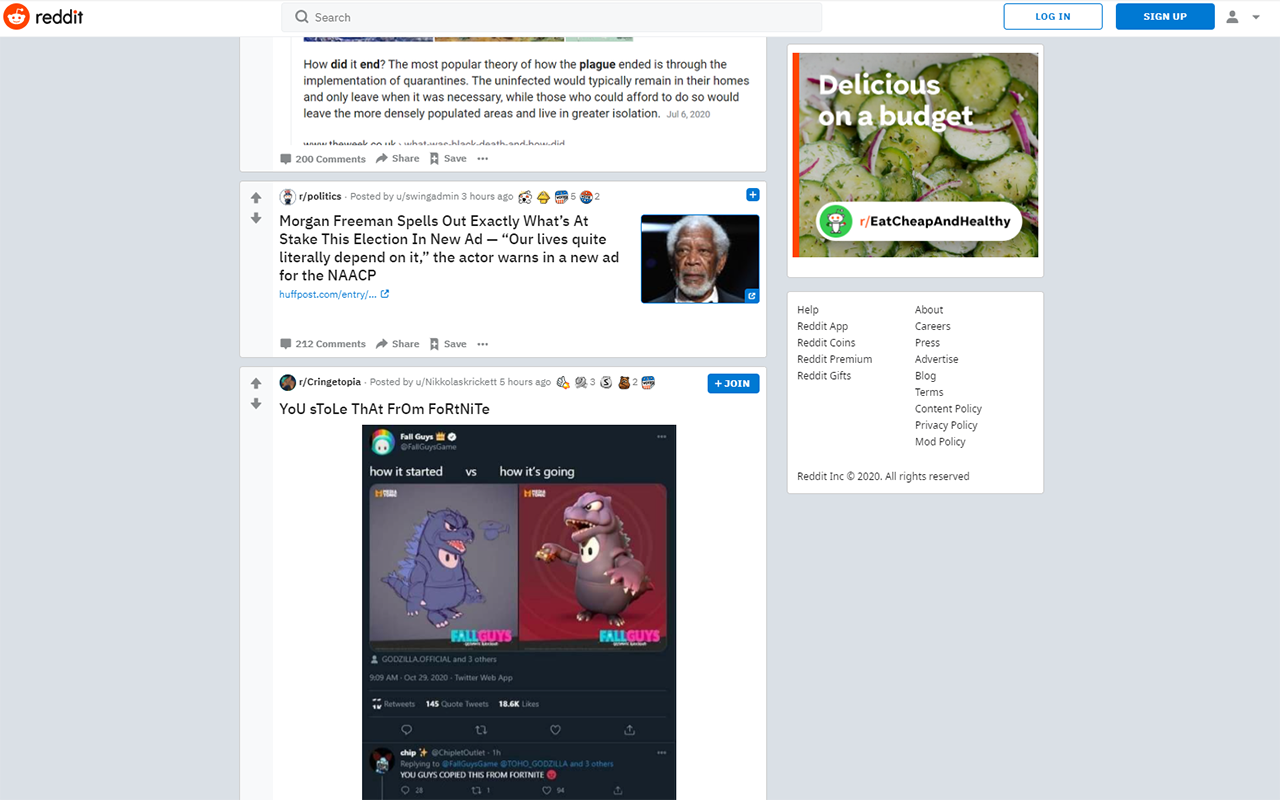 reddit
Search
LOG IN
SIGN UP
How did it end? The most popular theory of how the plague ended is through the
implementation of quarantines. The uninfected would typically remain in their homes
and only leave when it was necessary, while those who could afford to do so would
leave the more densely populated areas and live in greater isolation. Jul 6, 2020
200 Comments Share Save
r/politics · Posted by u/swingadmin 3 hours ago 5 2
Morgan Freeman Spells Out Exactly What's At
Stake This Election In New Ad — “Our lives quite
literally depend on it,” the actor warns in a new ad
for the NAACP
huffpost.com/entry/...
212 Comments Share Save
r/Cringetopia · Posted by u/Nikkolaskrickett 5 hours ago 3 2
+ JOIN
YoU sToLe ThAt FrOm FoRtNiTe
Fall Guys
@FallGuysGame
how it started vs how it's going
MEDIA TONIC
MEDIA TONIC
FALL GUYS
FALL GUYS
GODZILLA.OFFICIAL and 3 others
9:09 AM · Oct 29, 2020 · Twitter Web App
Retweets 145 Quote Tweets 18.6K Likes
chip @ChipletOutlet · 1h
Replying to @FallGuysGame @TOHO_GODZILLA and 3 others
YOU GUYS COPIED THIS FROM FORTNITE
28 1 94
Delicious
on a budget
r/EatCheapAndHealthy
Help
Reddit App
Reddit Coins
Reddit Premium
Reddit Gifts
About
Careers
Press
Advertise
Blog
Terms
Content Policy
Privacy Policy
Mod Policy
Reddit Inc © 2020. All rights reserved